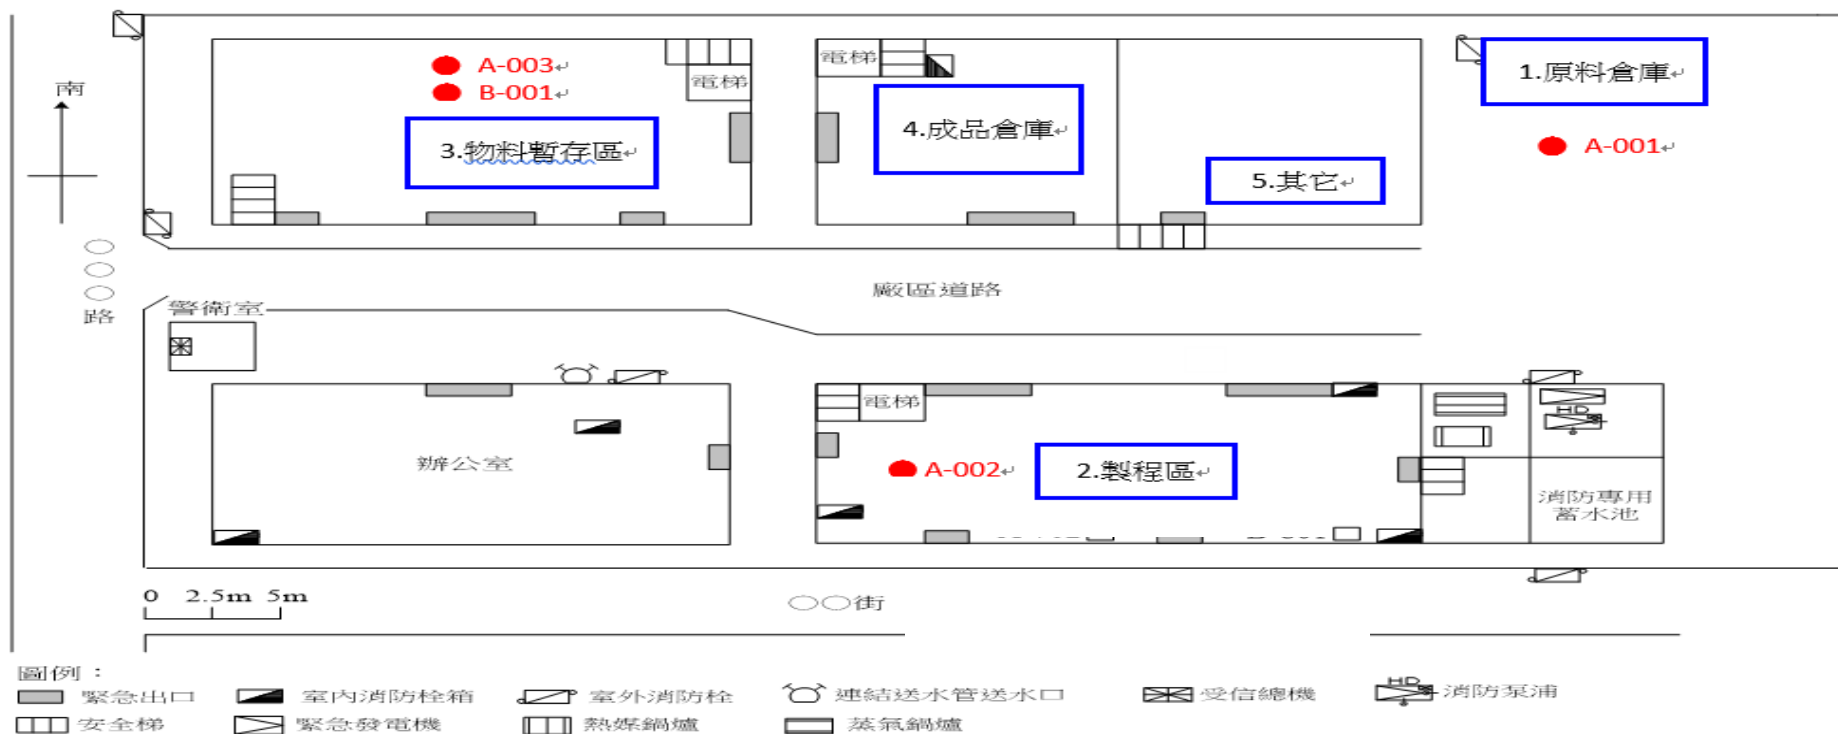 南
A-003
B-001
電梯
3.物料暫存區
電梯
4.成品倉庫
5.其它
1.原料倉庫
A-001
○○○路
廠區道路
警衛室
辦公室
電梯
A-002
2.製程區
HD
消防專用
蓄水池
0 2.5m 5m
○○街
圖例：
緊急出口
室內消防栓箱
室外消防栓
連結送水管送水口
受信總機
HD
消防泵浦
安全梯
緊急發電機
熱媒鍋爐
蒸氣鍋爐